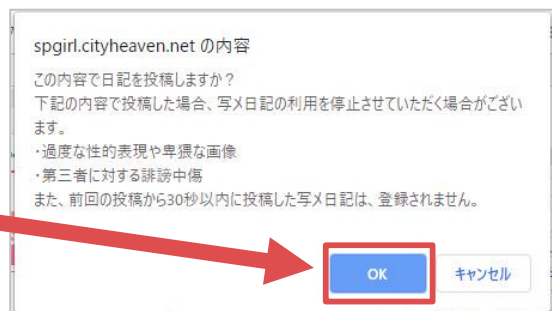 spgirl.cityheaven.net の内容
この内容で日記を投稿しますか？
下記の内容で投稿した場合、写メ日記の利用を停止させていただく場合がござい
ます。
・過度な性的表現や卑猥な画像
・第三者に対する誹謗中傷
また、前回の投稿から30秒以内に投稿した写メ日記は、登録されません。
OK キャンセル